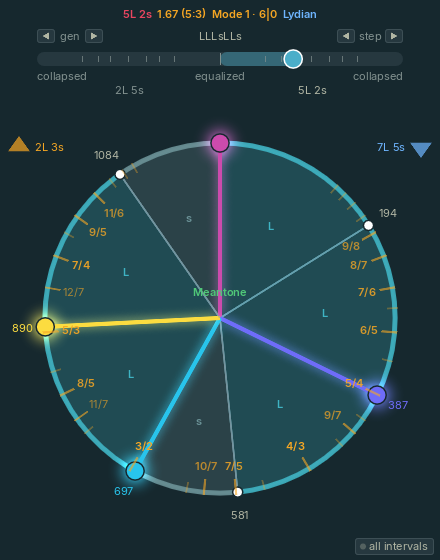 5L 2s 1.67 (5:3) Mode 1 · 6|0 Lydian
gen LLLsLLs step
collapsed equalized collapsed
2L 5s 5L 2s
2L 3s 7L 5s
1084
194
11/6 s L
9/5 9/8
7/4 8/7
L
12/7 Meantone 7/6
L
890 5/3 6/5
8/5 L 5/4
11/7 L 387
s 9/7
3/2 4/3
10/7 7/5
697
581
all intervals